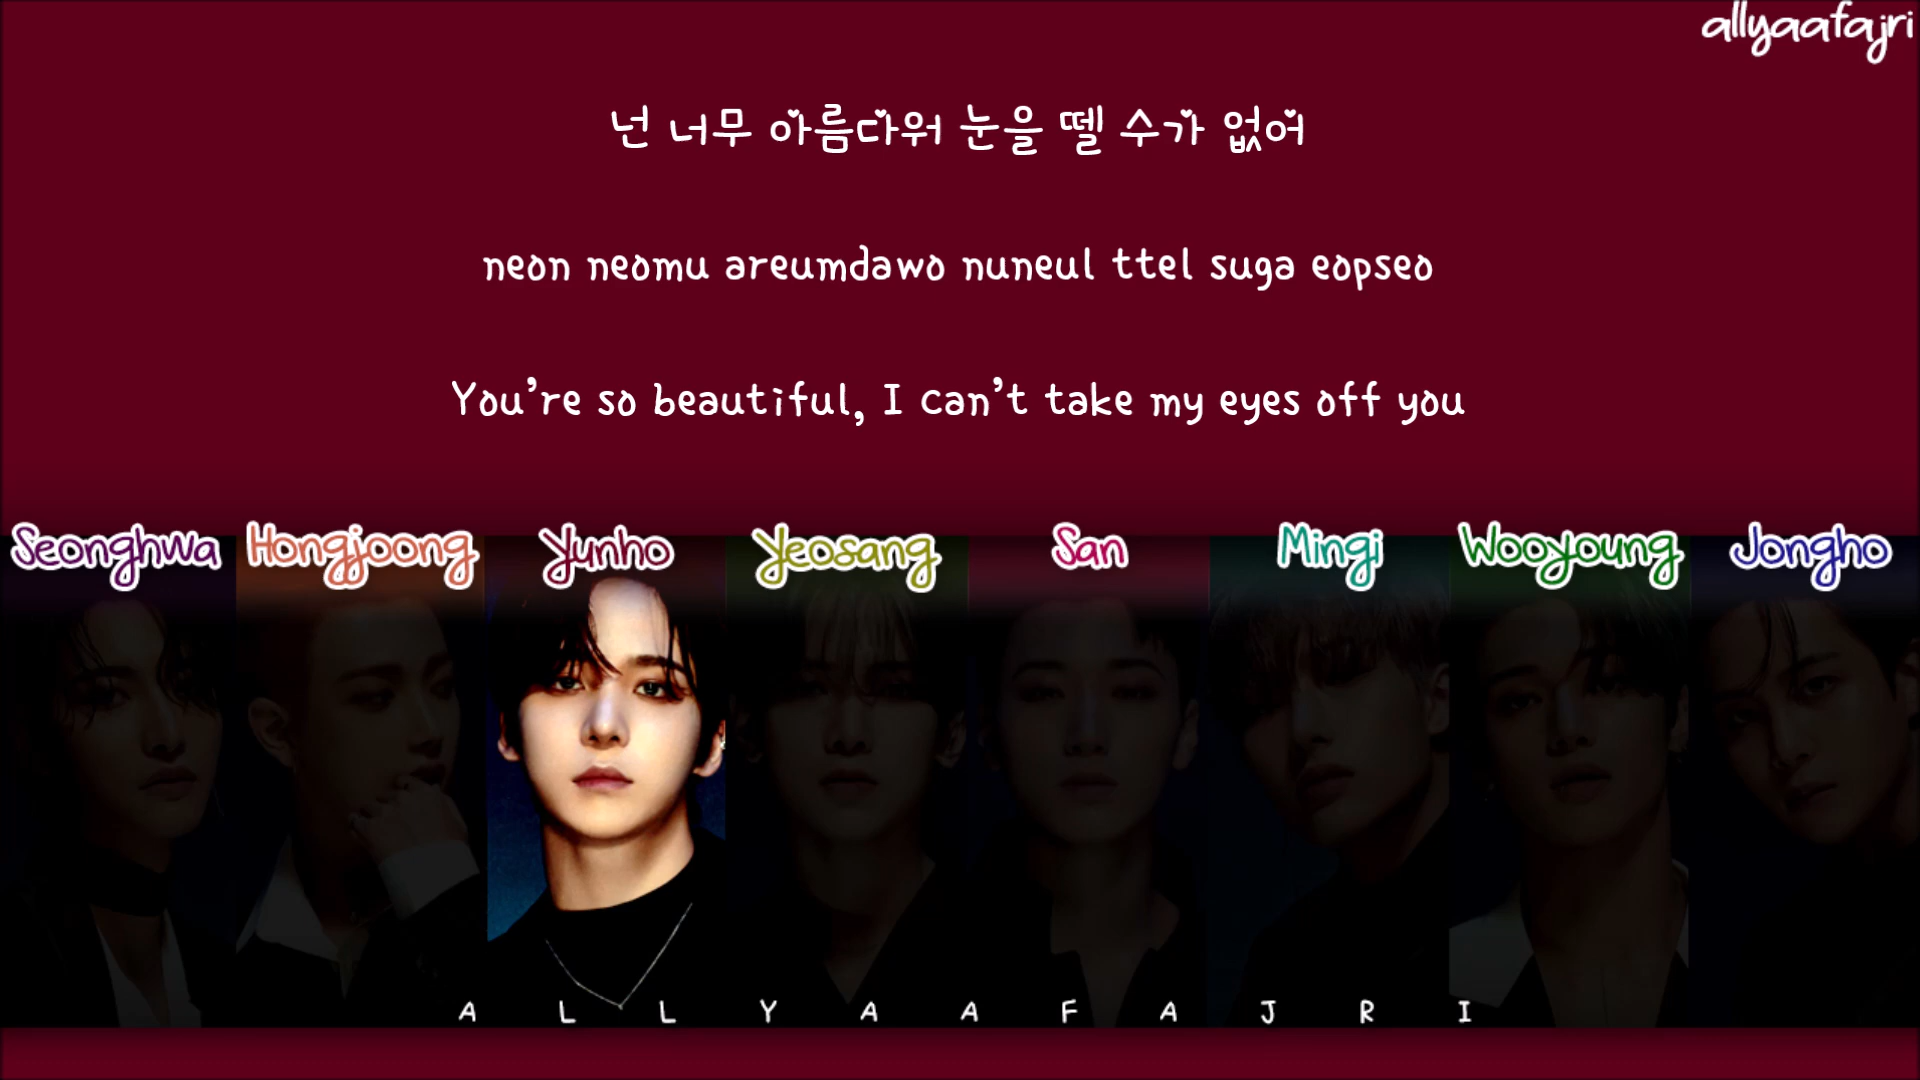 allyaafajri
넌 너무 아름다워 눈을 뗄 수가 없어
neon neomu areumdawo nuneul ttel suga eopseo
You're so beautiful, I can't take my eyes off you
Seonghwa Hongjoong Yunho Yeosang San Mingi Wooyoung Jongho
A L L Y A A F A J R I